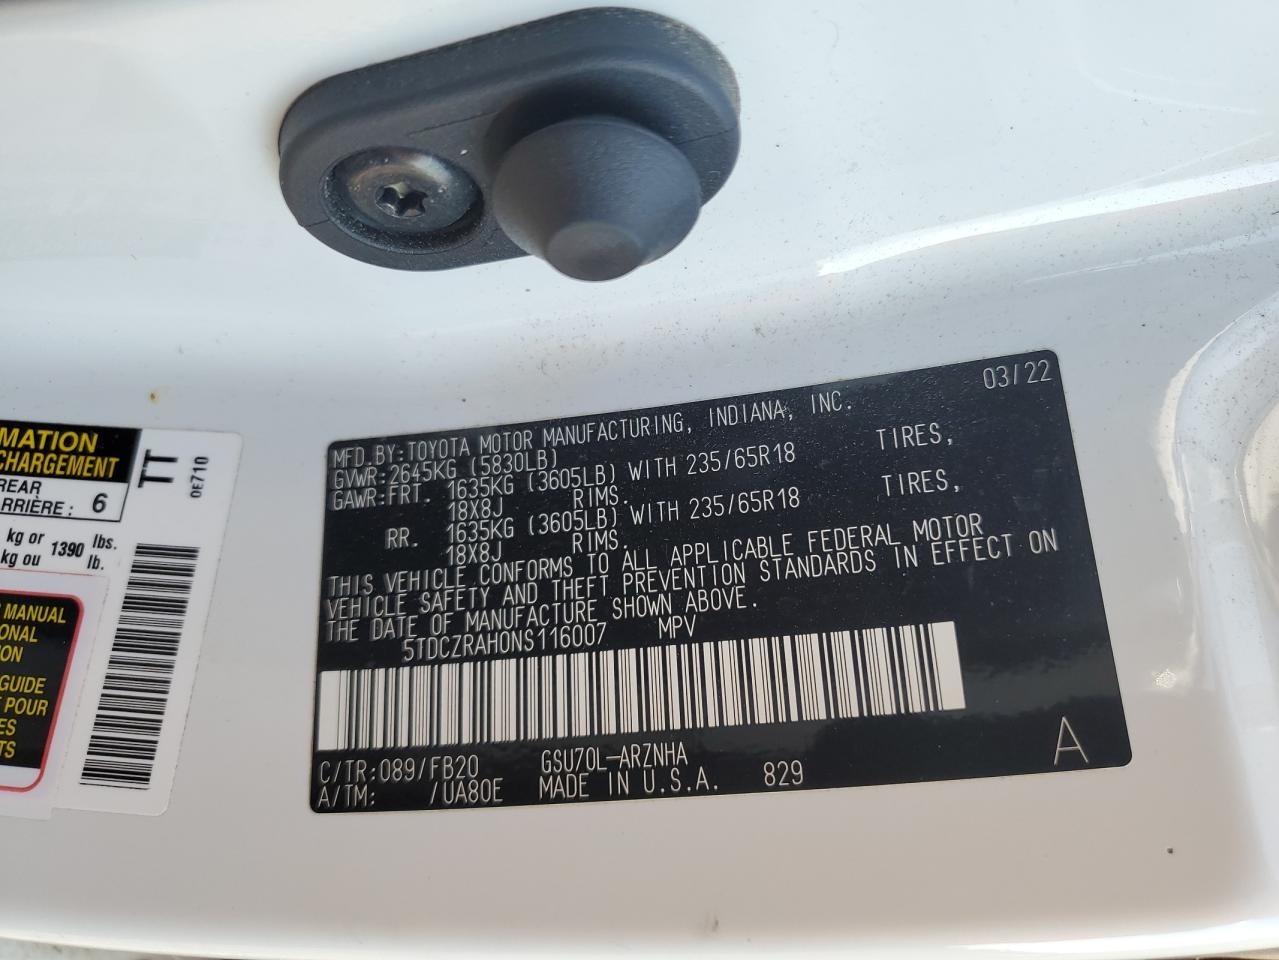 MATION
CHARGEMENT
REAR
ARRIÈRE : 6
kg or 1390 lbs.
kg ou lb.
TT
0E710
MANUAL
ONAL
TION
GUIDE
POUR
ES
TS
03/22
MFD.BY:TOYOTA MOTOR MANUFACTURING, INDIANA, INC.
GVWR:2645KG (5830LB)
GAWR:FRT. 1635KG (3605LB) WITH 235/65R18 TIRES,
18X8J RIMS.
RR. 1635KG (3605LB) WITH 235/65R18 TIRES,
18X8J RIMS.
THIS VEHICLE CONFORMS TO ALL APPLICABLE FEDERAL MOTOR
VEHICLE SAFETY AND THEFT PREVENTION STANDARDS IN EFFECT ON
THE DATE OF MANUFACTURE SHOWN ABOVE.
5TDCZRAH0NS116007 MPV
C/TR:089/FB20 GSU70L-ARZNHA
A/TM: /UA80E MADE IN U.S.A. 829
A